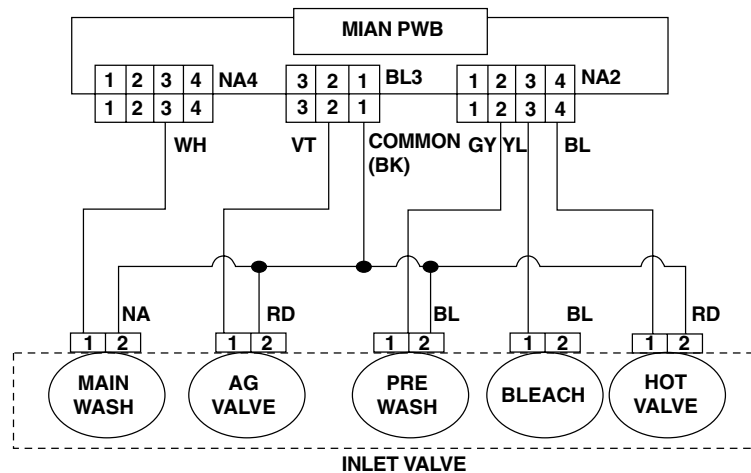 MIAN PWB
1 2 3 4 NA4
1 2 3 4
3 2 1 BL3
3 2 1
1 2 3 4 NA2
1 2 3 4
WH
VT
COMMON
(BK)
GY YL
BL
NA
RD
BL
BL
RD
1 2
1 2
1 2
1 2
1 2
MAIN
WASH
AG
VALVE
PRE
WASH
BLEACH
HOT
VALVE
INLET VALVE